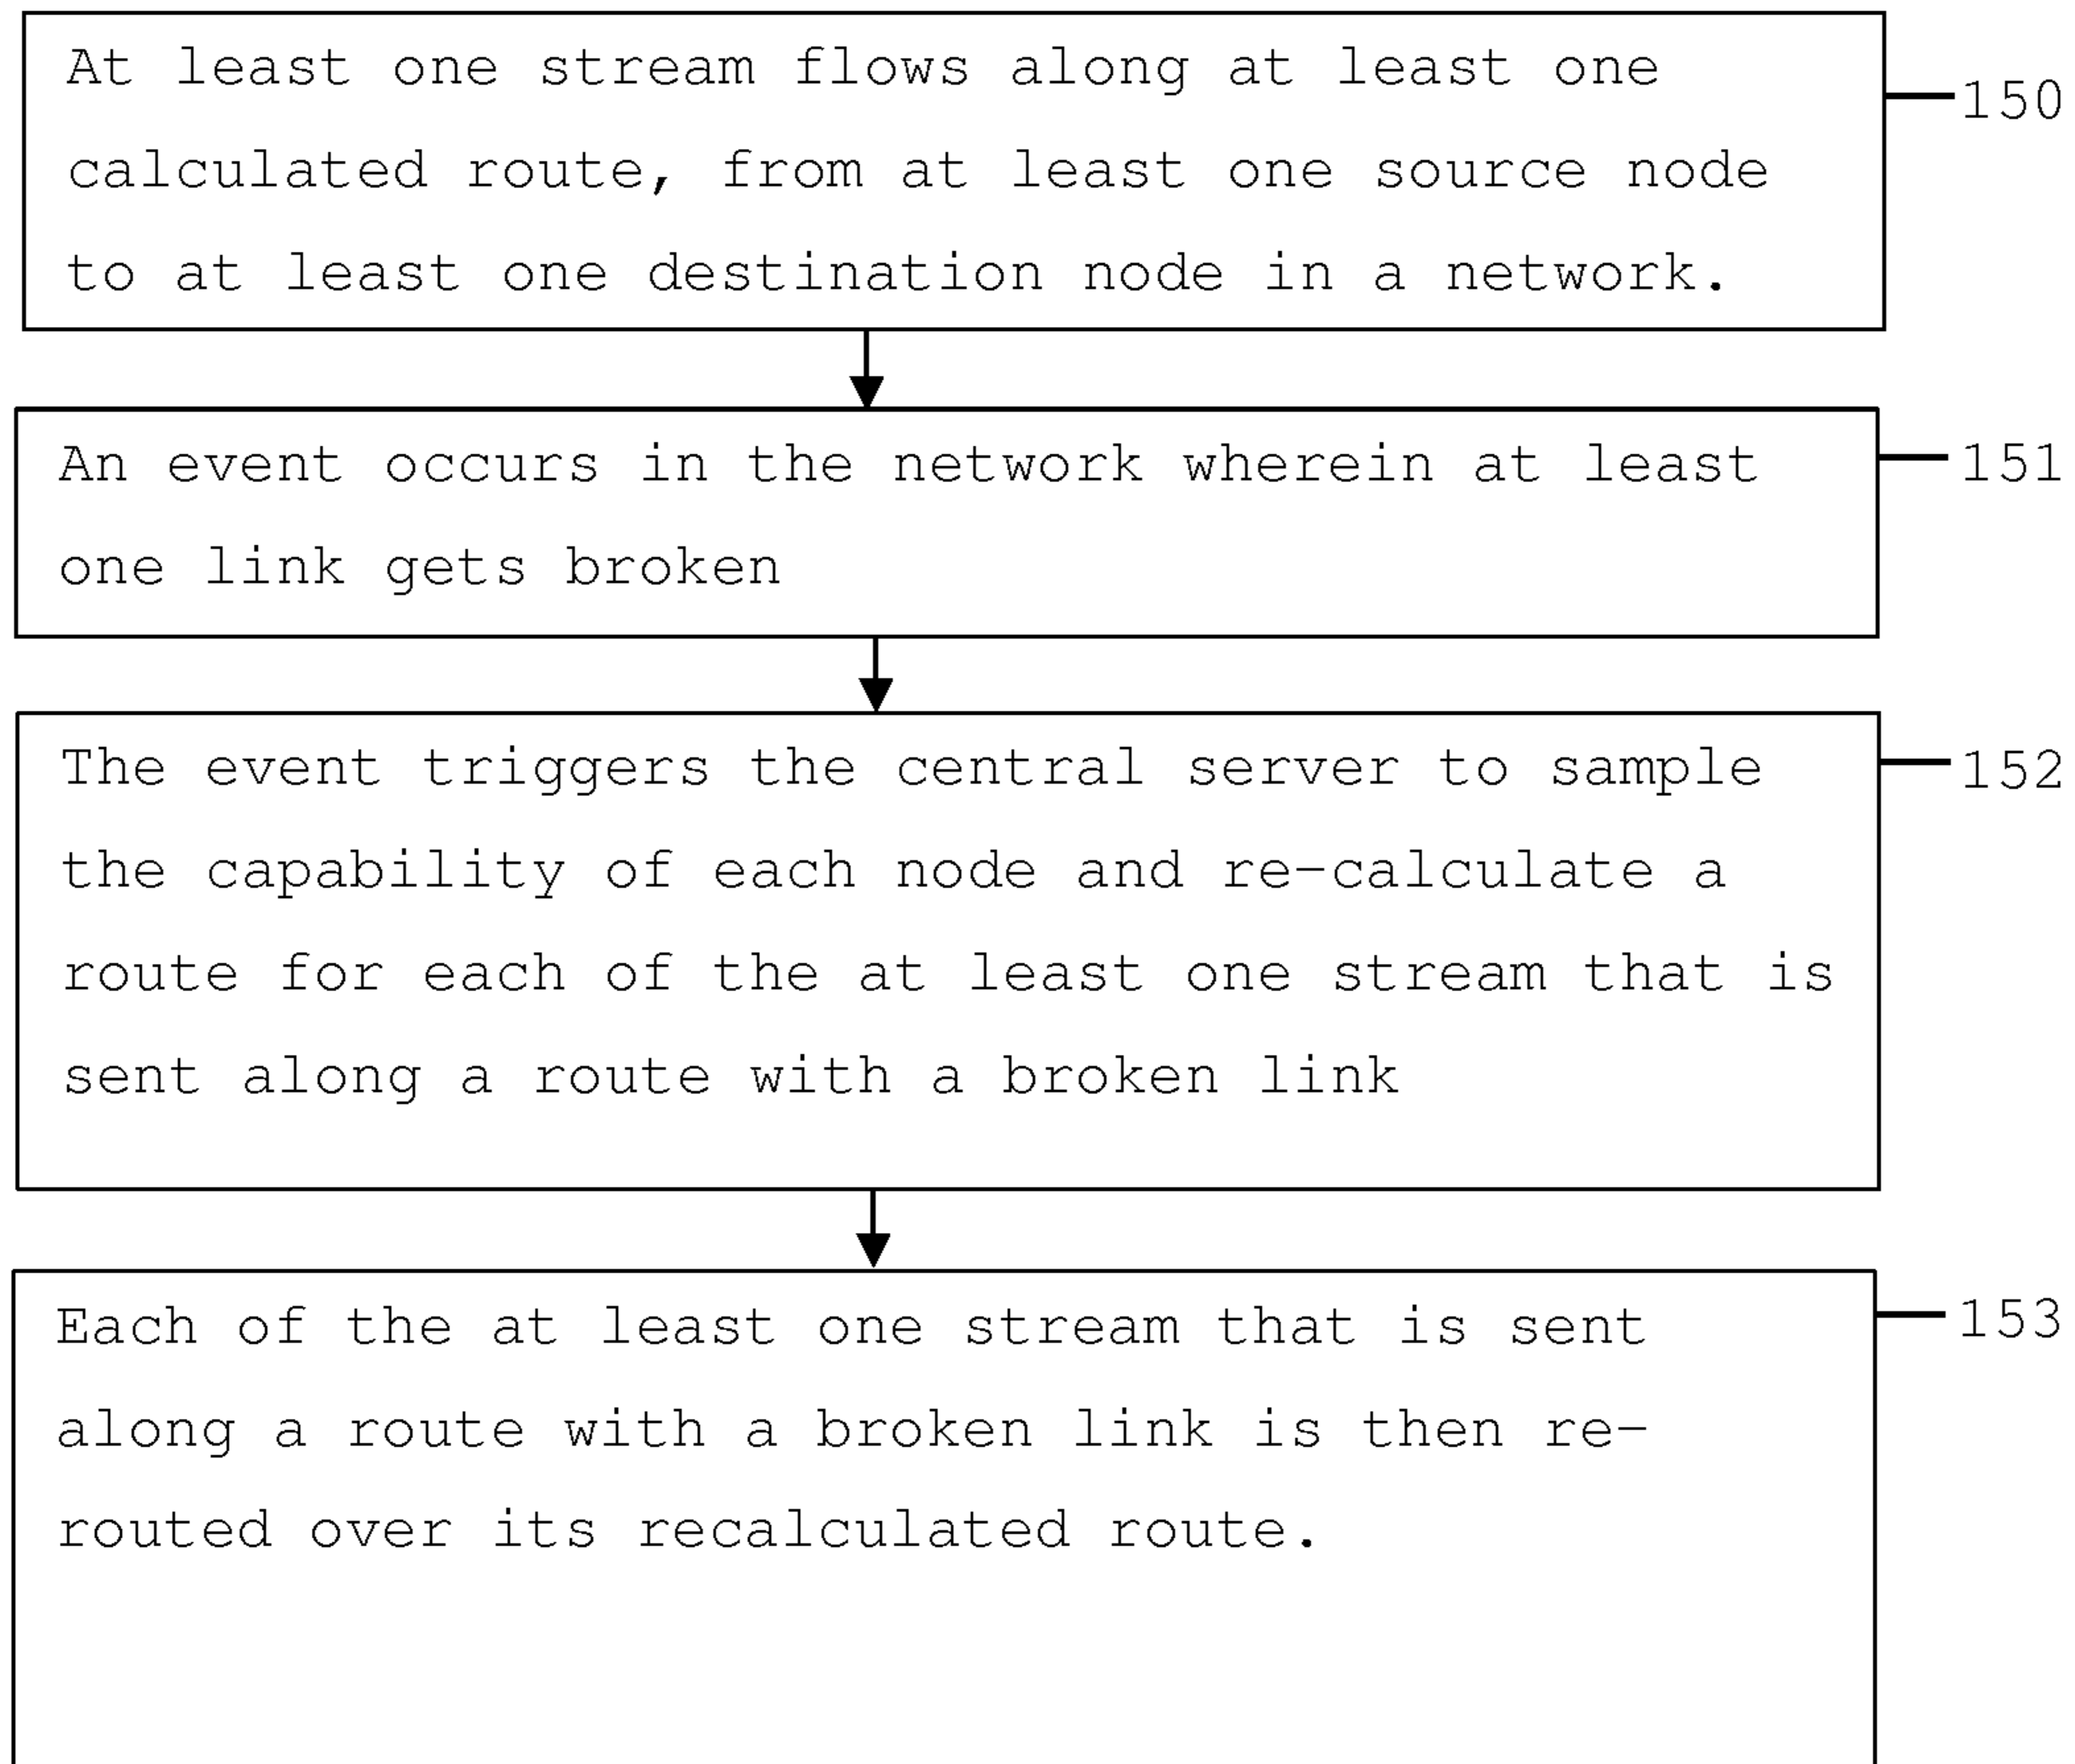 At least one stream flows along at least one
150
calculated route, from at least one source node
to at least one destination node in a network.
An event occurs in the network wherein at least
151
one link gets broken
The event triggers the central server to sample
152
the capability of each node and re-calculate a
route for each of the at least one stream that is
sent along a route with a broken link
Each of the at least one stream that is sent
153
along a route with a broken link is then re-
routed over its recalculated route.